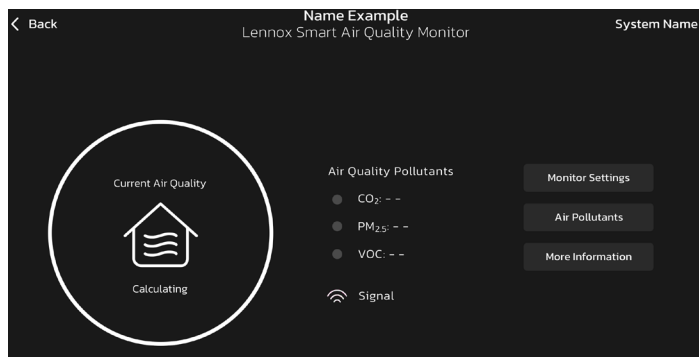 Back
Name Example
Lennox Smart Air Quality Monitor
System Name
Current Air Quality
Calculating
Air Quality Pollutants
CO₂: - -
PM₂.₅: - -
VOC: - -
Signal
Monitor Settings
Air Pollutants
More Information